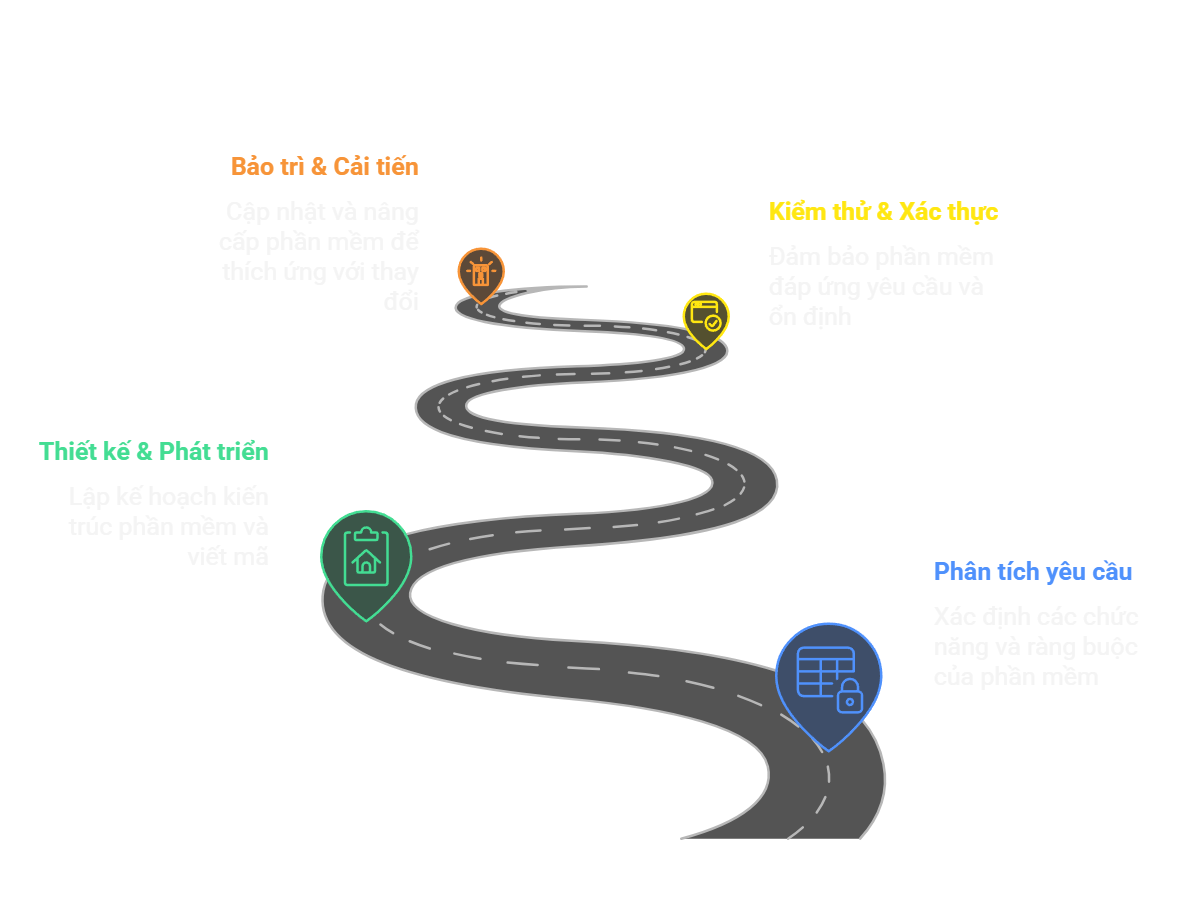 Bảo trì & Cải tiến
Cập nhật và nâng
cấp phần mềm để
thích ứng với thay
đổi
Kiểm thử & Xác thực
Đảm bảo phần mềm
đáp ứng yêu cầu và
ổn định
Thiết kế & Phát triển
Lập kế hoạch kiến
trúc phần mềm và
viết mã
Phân tích yêu cầu
Xác định các chức
năng và ràng buộc
của phần mềm